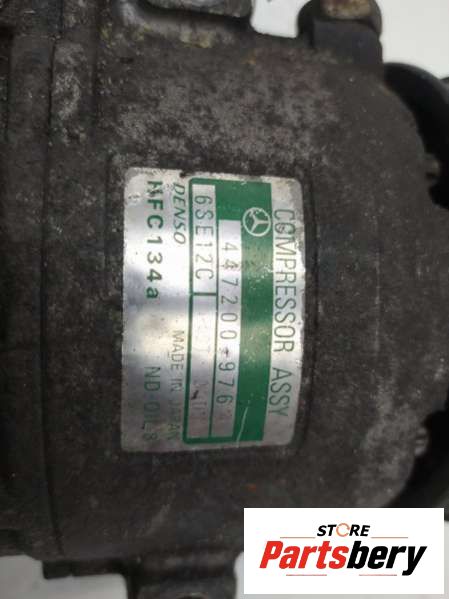 COMPRESSOR ASSY
447200-976
6SE12C
DENSO MADE IN JAPAN
HFC134a ND-OIL8
STORE
Partsbery